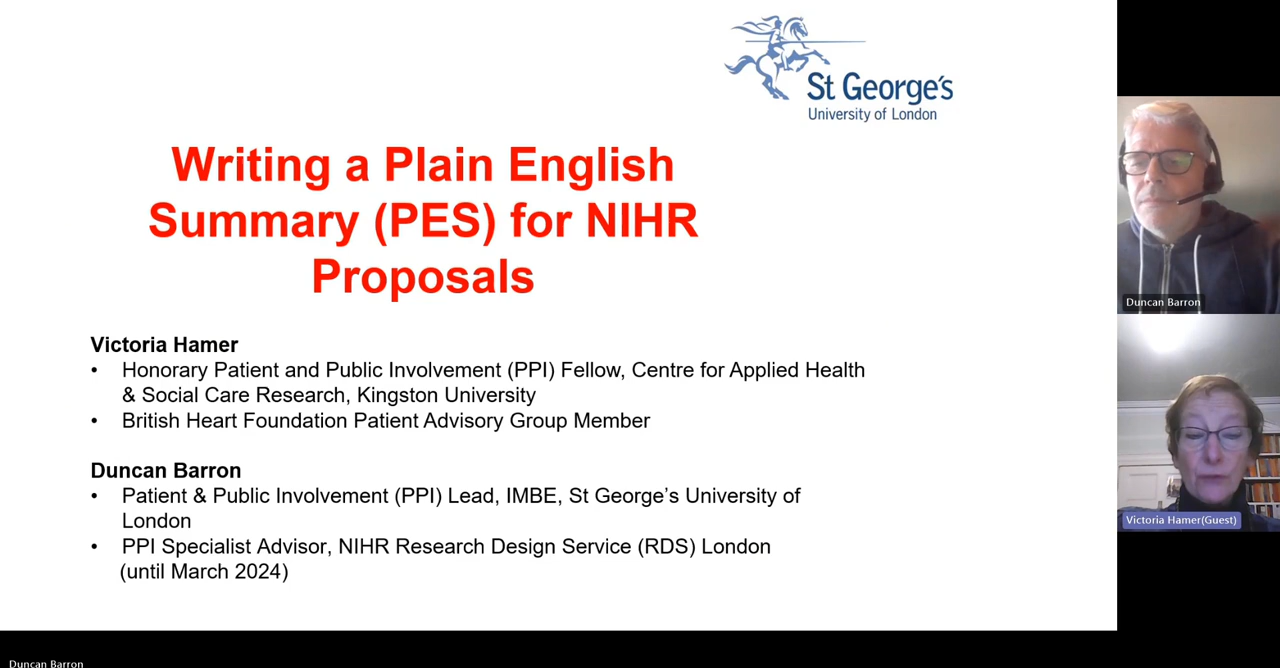 St George's
University of London
Writing a Plain English
Summary (PES) for NIHR
Proposals
Victoria Hamer
• Honorary Patient and Public Involvement (PPI) Fellow, Centre for Applied Health
& Social Care Research, Kingston University
• British Heart Foundation Patient Advisory Group Member
Duncan Barron
• Patient & Public Involvement (PPI) Lead, IMBE, St George's University of
London
• PPI Specialist Advisor, NIHR Research Design Service (RDS) London
(until March 2024)
Duncan Barron
Victoria Hamer(Guest)
Duncan Barron